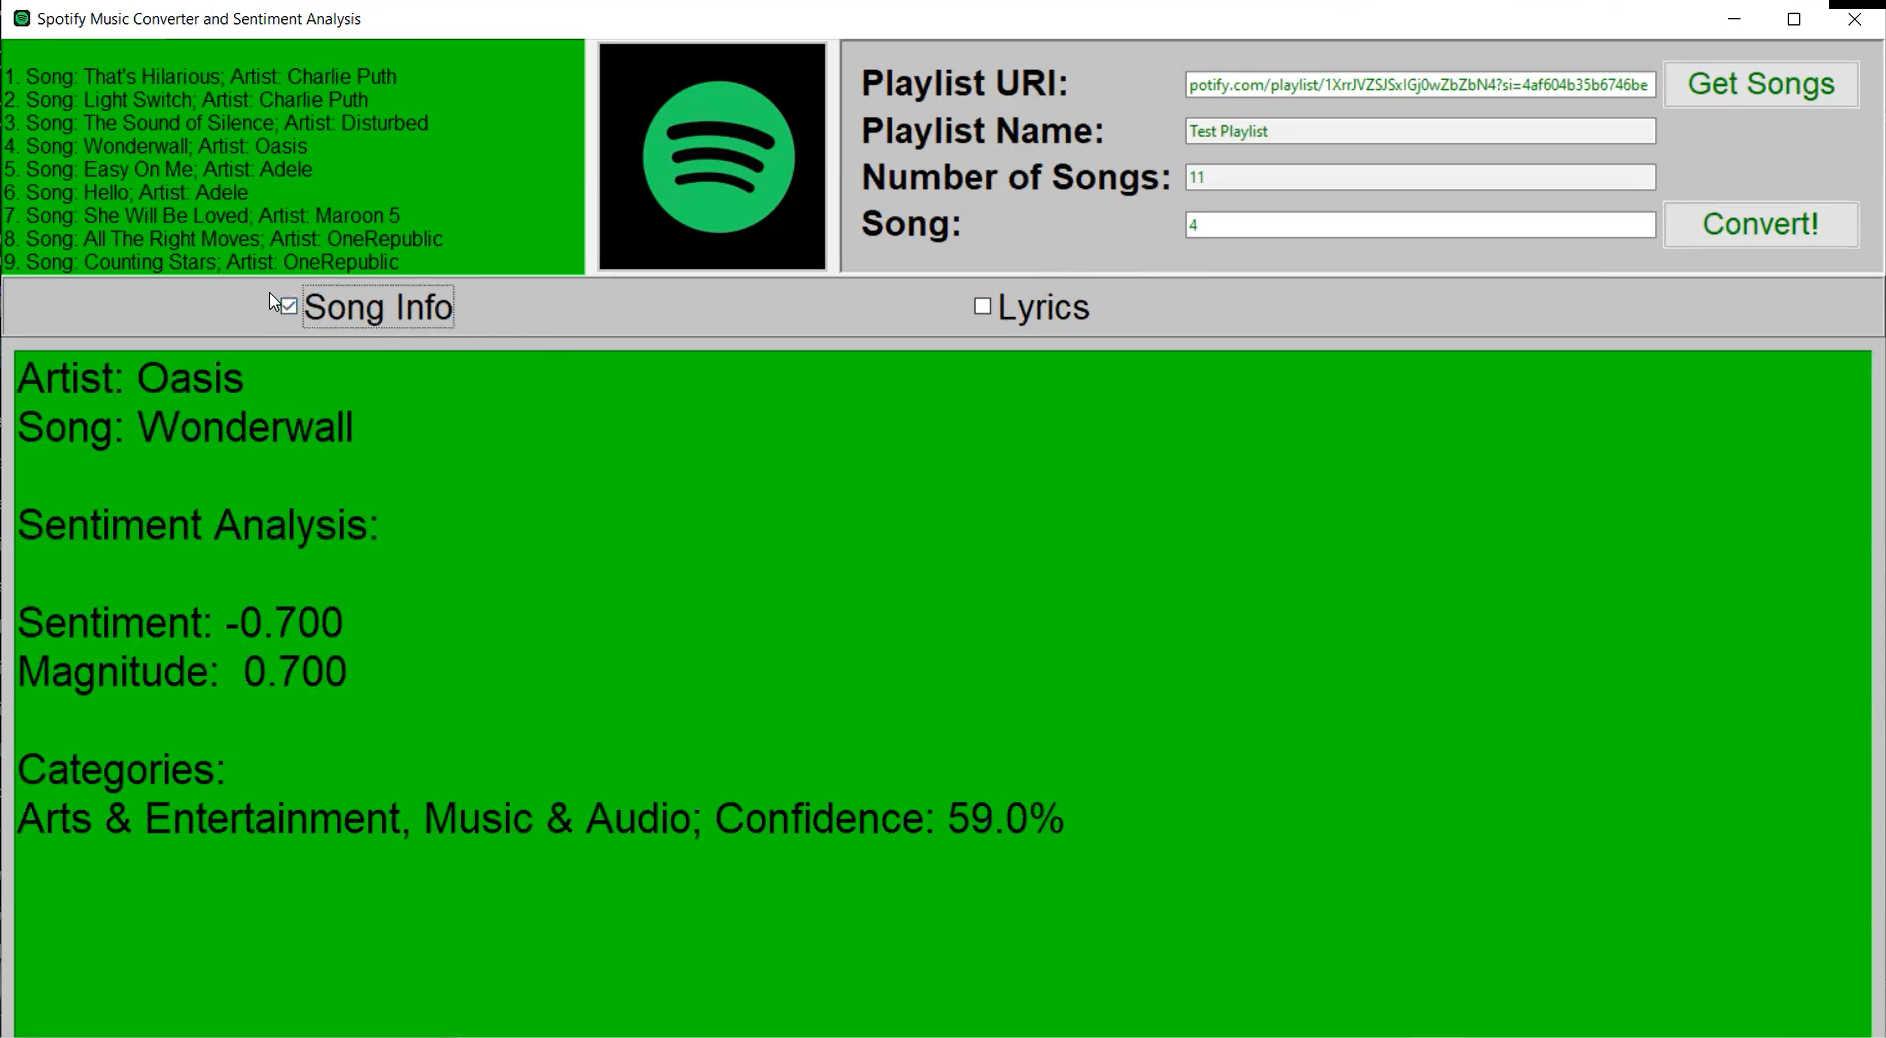 Spotify Music Converter and Sentiment Analysis
1. Song: That's Hilarious; Artist: Charlie Puth
2. Song: Light Switch; Artist: Charlie Puth
3. Song: The Sound of Silence; Artist: Disturbed
4. Song: Wonderwall; Artist: Oasis
5. Song: Easy On Me; Artist: Adele
6. Song: Hello; Artist: Adele
7. Song: She Will Be Loved; Artist: Maroon 5
8. Song: All The Right Moves; Artist: OneRepublic
9. Song: Counting Stars; Artist: OneRepublic
Playlist URI: potify.com/playlist/1XrrJVZSJSxIGj0wZbZbN4?si=4af604b35b6746be Get Songs
Playlist Name: Test Playlist
Number of Songs: 11
Song: 4 Convert!
Song Info Lyrics
Artist: Oasis
Song: Wonderwall
Sentiment Analysis:
Sentiment: -0.700
Magnitude: 0.700
Categories:
Arts & Entertainment, Music & Audio; Confidence: 59.0%